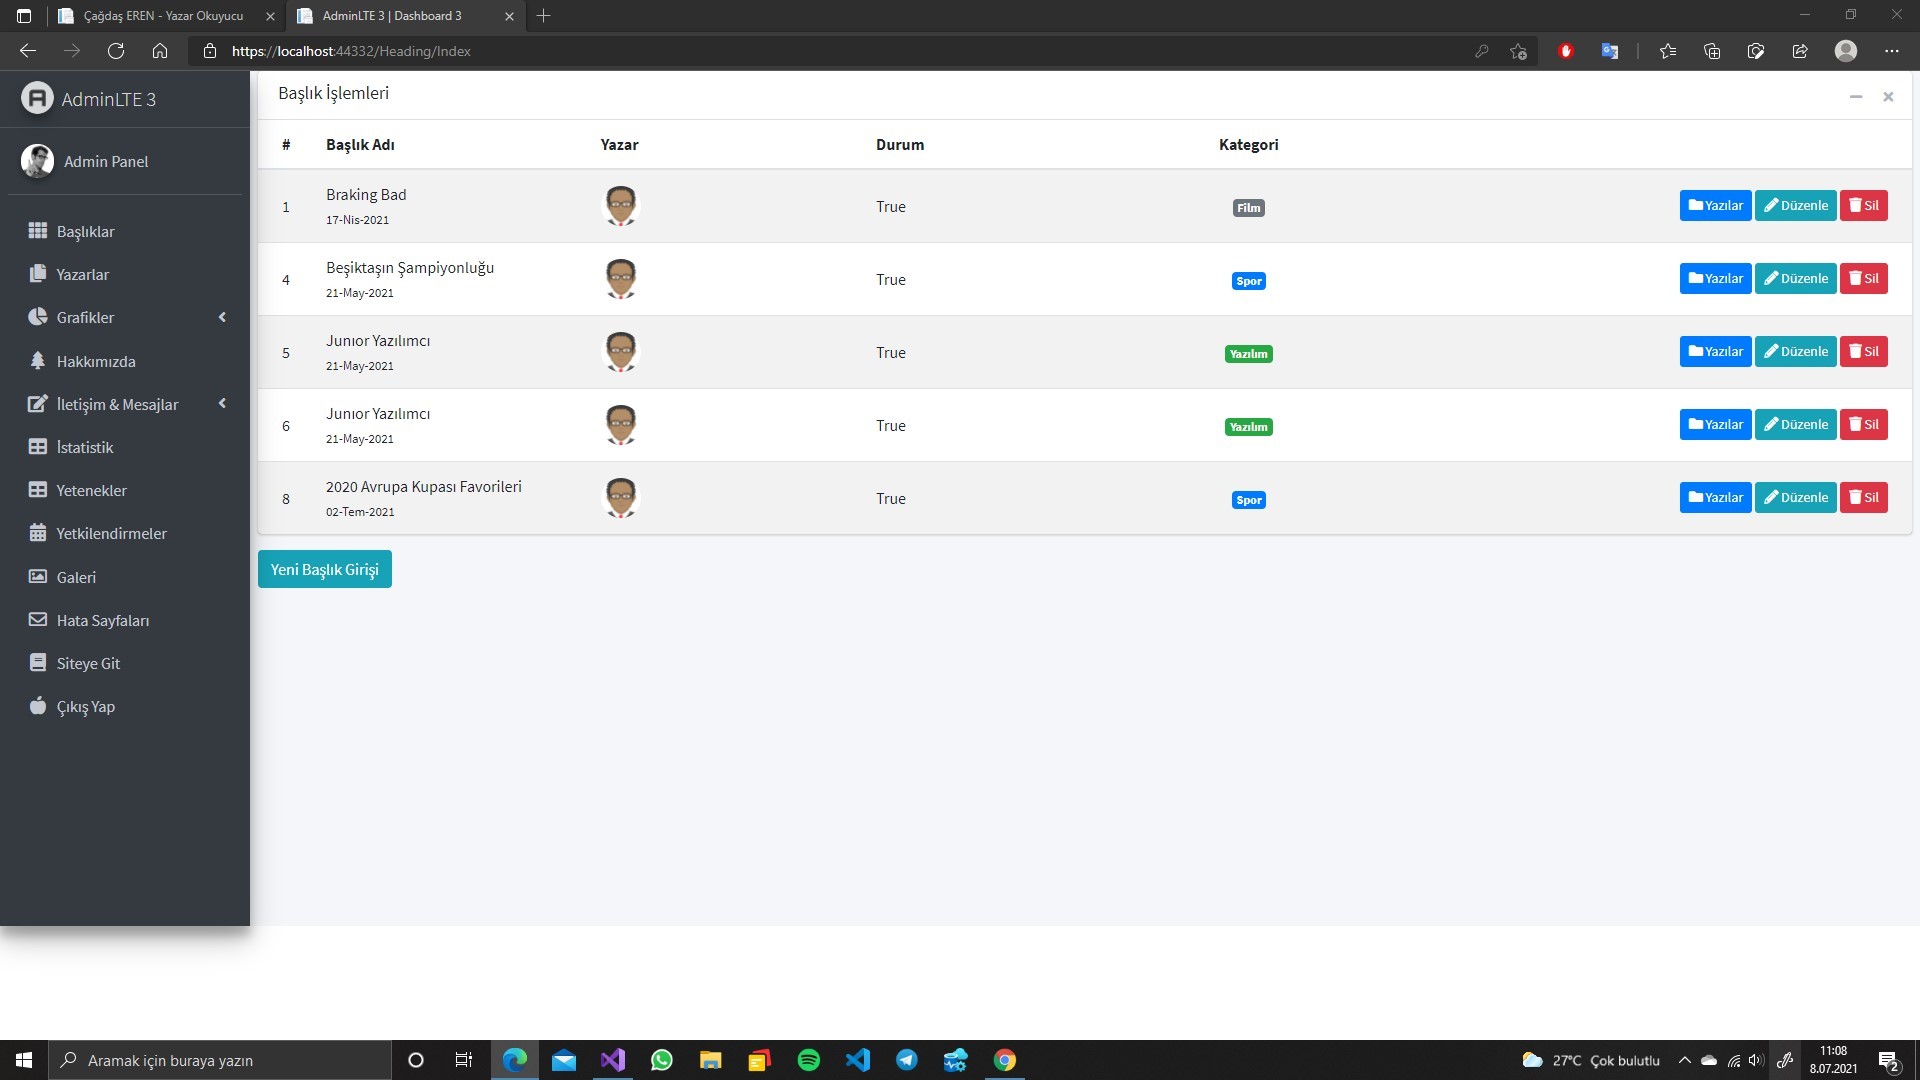 Çağdaş EREN - Yazar Okuyucu
AdminLTE 3 | Dashboard 3
https://localhost:44332/Heading/Index
AdminLTE 3
Admin Panel
Başlıklar
Yazarlar
Grafikler
Hakkımızda
İletişim & Mesajlar
İstatistik
Yetenekler
Yetkilendirmeler
Galeri
Hata Sayfaları
Siteye Git
Çıkış Yap
Başlık İşlemleri
# Başlık Adı Yazar Durum Kategori
1 Braking Bad True Film Yazılar Düzenle Sil
17-Nis-2021
4 Beşiktaşın Şampiyonluğu True Spor Yazılar Düzenle Sil
21-May-2021
5 Junıor Yazılımcı True Yazılım Yazılar Düzenle Sil
21-May-2021
6 Junıor Yazılımcı True Yazılım Yazılar Düzenle Sil
21-May-2021
8 2020 Avrupa Kupası Favorileri True Spor Yazılar Düzenle Sil
02-Tem-2021
Yeni Başlık Girişi
Aramak için buraya yazın
27°C Çok bulutlu
11:08
8.07.2021
2